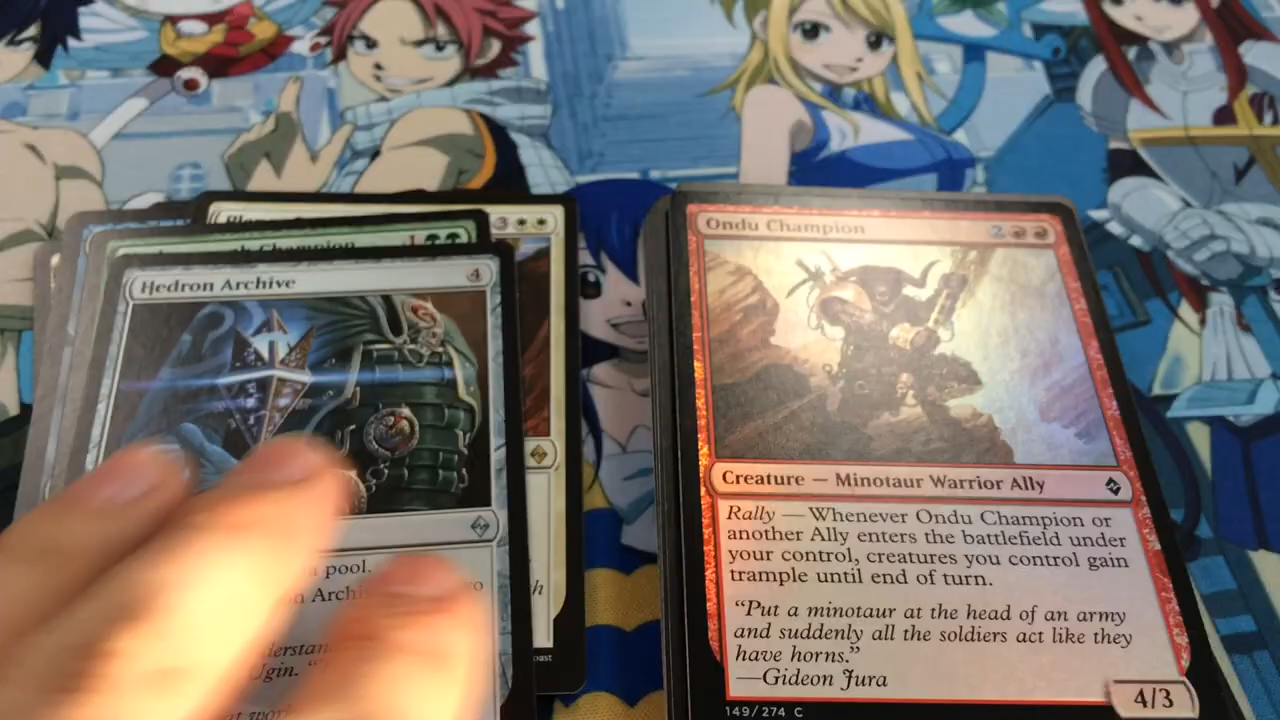 3
Champion
1
Hedron Archive
4
pool.
Archi
Ugin.
Ondu Champion
2
Creature — Minotaur Warrior Ally
Rally — Whenever Ondu Champion or
another Ally enters the battlefield under
your control, creatures you control gain
trample until end of turn.
"Put a minotaur at the head of an army
and suddenly all the soldiers act like they
have horns."
—Gideon Jura
4/3
149/274 C